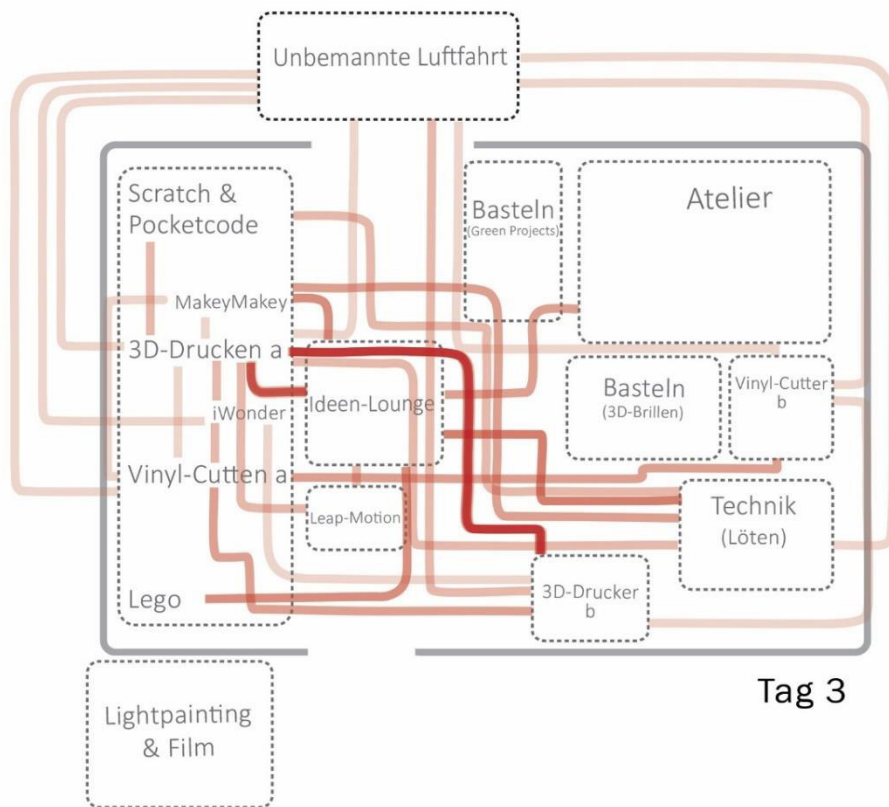 Unbemannte Luftfahrt
Scratch &
Pocketcode
MakeyMakey
3D-Drucken a
iWonder
Vinyl-Cutten a
Lego
Ideen-Lounge
Leap-Motion
Basteln
(Green Projects)
Atelier
Basteln
(3D-Brillen)
Vinyl-Cutter
b
Technik
(Löten)
3D-Drucker
b
Tag 3
Lightpainting
& Film